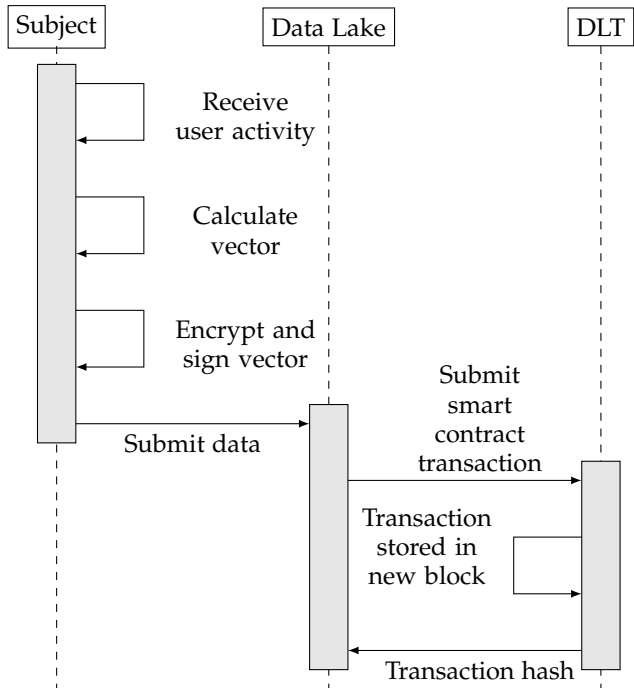 Subject
Data Lake
DLT
Receive
user activity
Calculate
vector
Encrypt and
sign vector
Submit data
Submit
smart
contract
transaction
Transaction
stored in
new block
Transaction hash